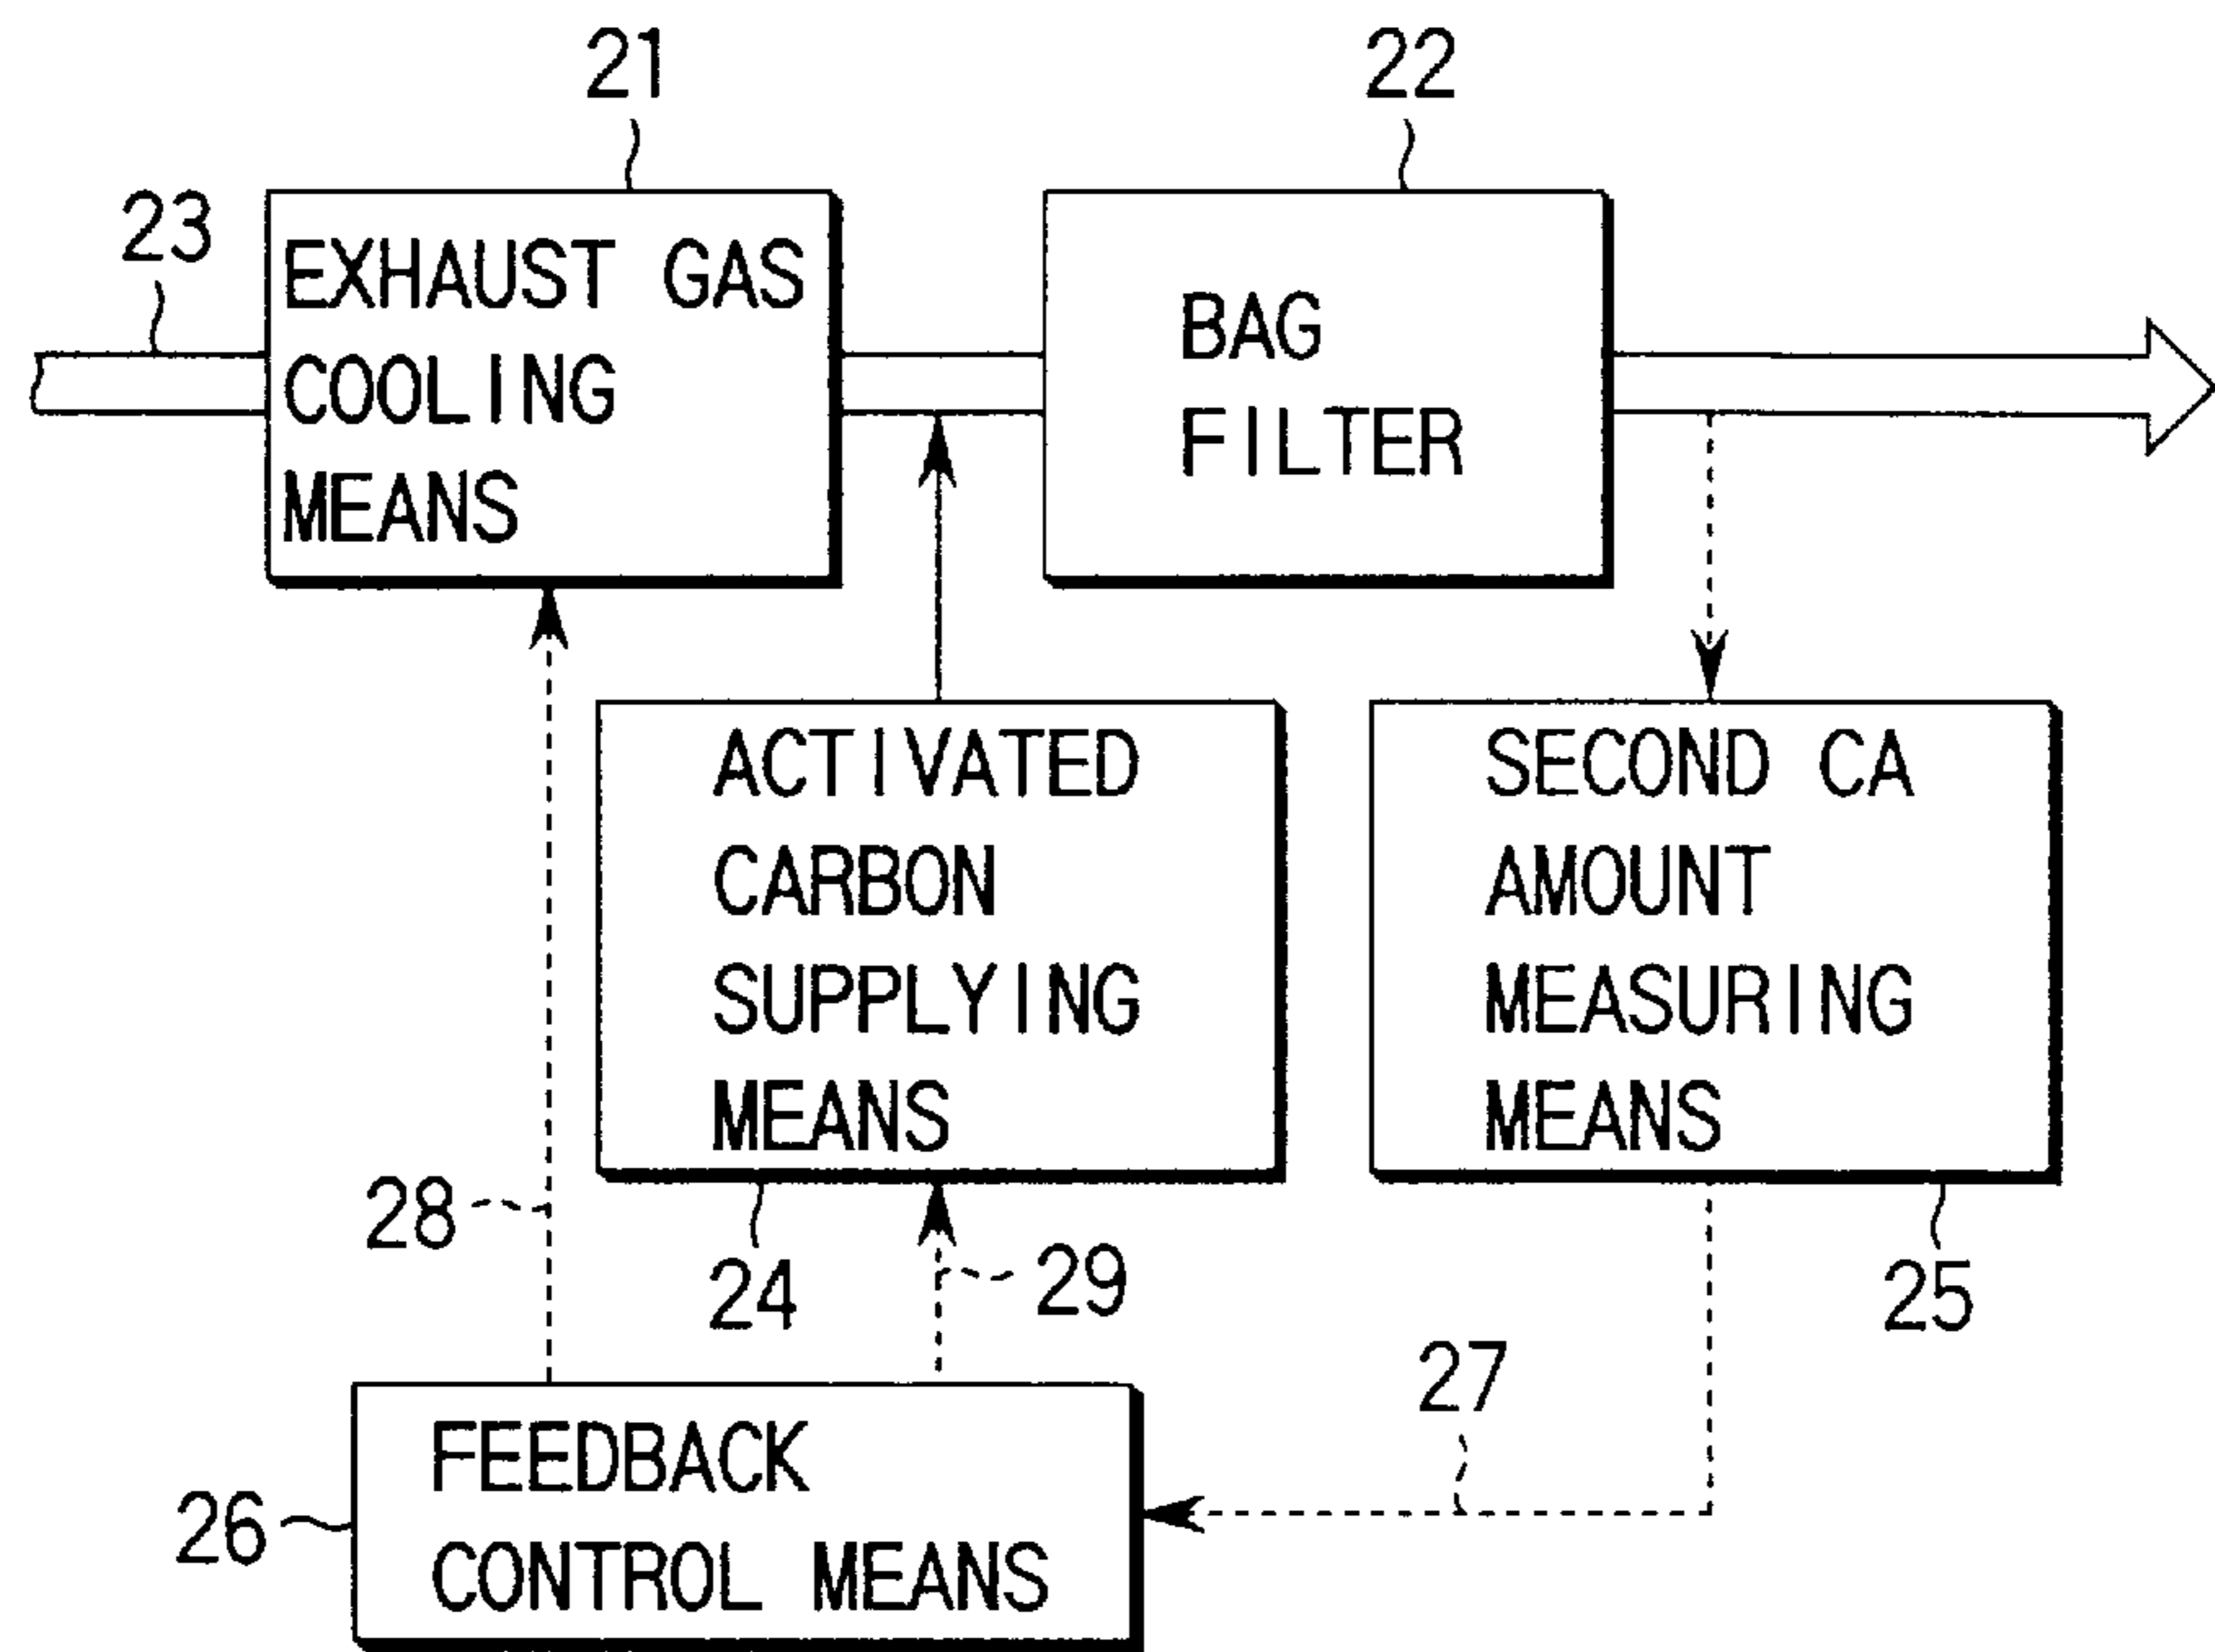 21
22
23
EXHAUST GAS
COOLING
MEANS
BAG
FILTER
ACTIVATED
CARBON
SUPPLYING
MEANS
SECOND CA
AMOUNT
MEASURING
MEANS
28
24
29
25
27
26
FEEDBACK
CONTROL MEANS